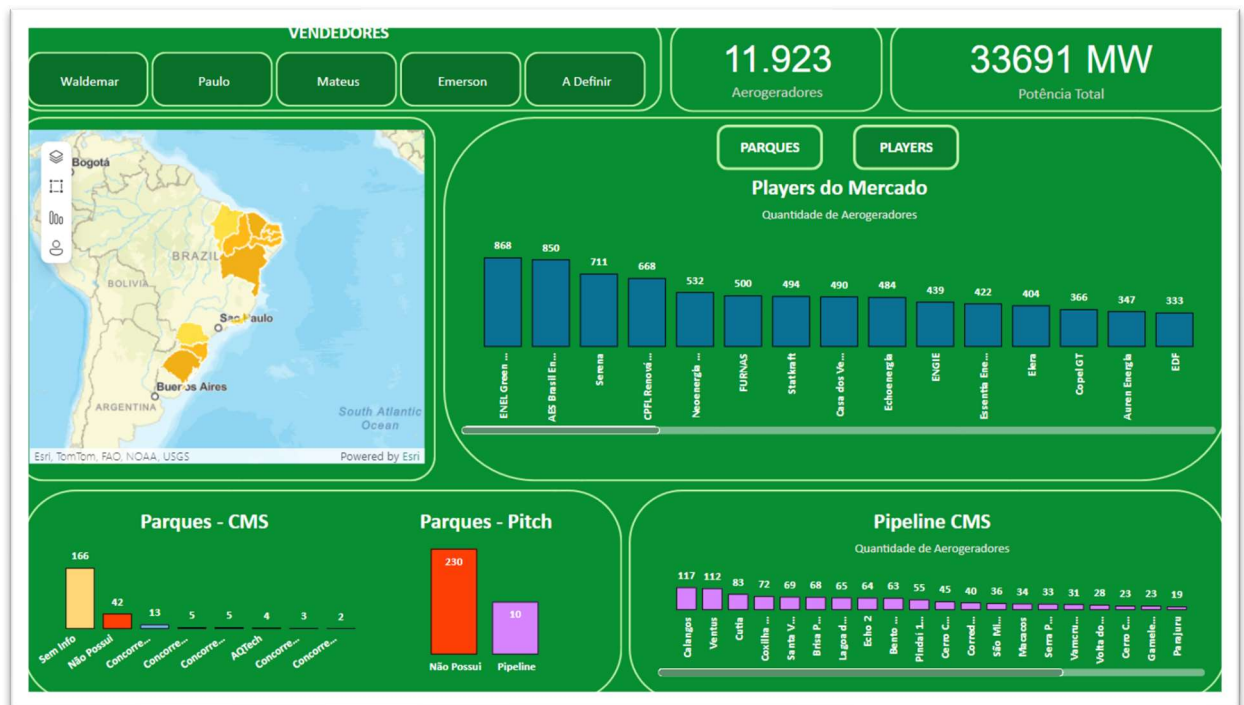 VENDEDORES
Waldemar
Paulo
Mateus
Emerson
A Definir
11.923
Aerogeradores
33691 MW
Potência Total
Bogotá
BRAZIL
BOLIVIA
Sao Paulo
Buenos Aires
ARGENTINA
South Atlantic
Ocean
Esri, TomTom, FAO, NOAA, USGS
Powered by Esri
PARQUES
PLAYERS
Players do Mercado
Quantidade de Aerogeradores
868 850 711 668 532 500 494 490 484 439 422 404 366 347 333
ENEL Green ...
AES Brasil En...
Serena
CPFL Renová...
Neoenergia ...
FURNAS
Statkraft
Casa dos Ve...
Echoenergia
ENGIE
Essentia Ene...
Elera
Copel GT
Auren Energia
EDF
Parques - CMS
166 42 13 5 5 4 3 2
Sem Info
Não Possui
Concorre...
Concorre...
Concorre...
AQTech
Concorre...
Concorre...
Parques - Pitch
230
10
Não Possui
Pipeline
Pipeline CMS
Quantidade de Aerogeradores
117 112 83 72 69 68 65 64 63 55 45 40 36 34 33 31 28 23 23 19
Calangos
Ventus
Cutia
Coxilha ...
Santa V...
Brisa P...
Lagoa d...
Echo 2
Bento ...
Pindaí 1...
Cerro C...
Corred...
São Mi...
Macacos
Serra P...
Vamcru...
Volta do...
Cerro C...
Gamele...
Parajuru